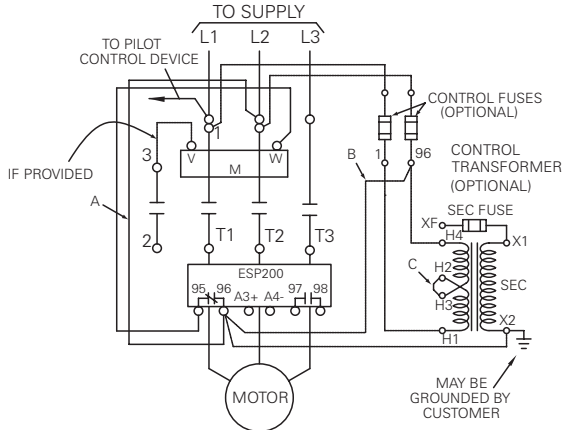 TO SUPPLY
L1 L2 L3
TO PILOT
CONTROL DEVICE
CONTROL FUSES
(OPTIONAL)
1
3
V
W
M
1
96
B
CONTROL
TRANSFORMER
(OPTIONAL)
IF PROVIDED
A
2
T1
T2
T3
XF
SEC FUSE
H4
X1
C
H2
H3
SEC
H1
X2
ESP200
95 96 A3+ A4- 97 98
MOTOR
MAY BE
GROUNDED BY
CUSTOMER